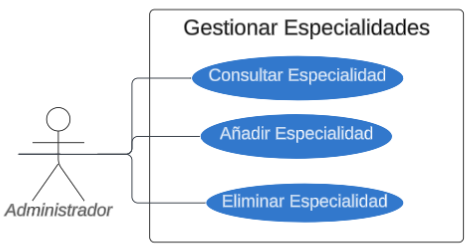 Gestionar Especialidades
Consultar Especialidad
Añadir Especialidad
Eliminar Especialidad
Administrador